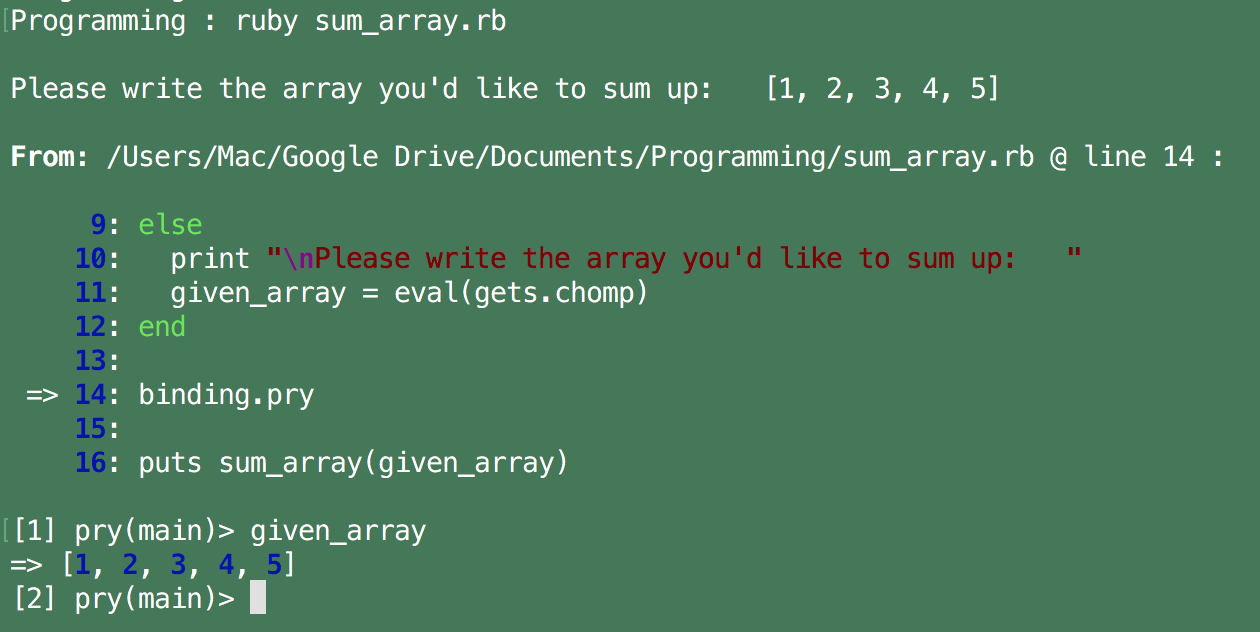 [Programming : ruby sum_array.rb
Please write the array you'd like to sum up:   [1, 2, 3, 4, 5]
From: /Users/Mac/Google Drive/Documents/Programming/sum_array.rb @ line 14 :
     9: else
    10:   print "\nPlease write the array you'd like to sum up:   "
    11:   given_array = eval(gets.chomp)
    12: end
    13:
 => 14: binding.pry
    15:
    16: puts sum_array(given_array)
[[1] pry(main)> given_array
=> [1, 2, 3, 4, 5]
[2] pry(main)>